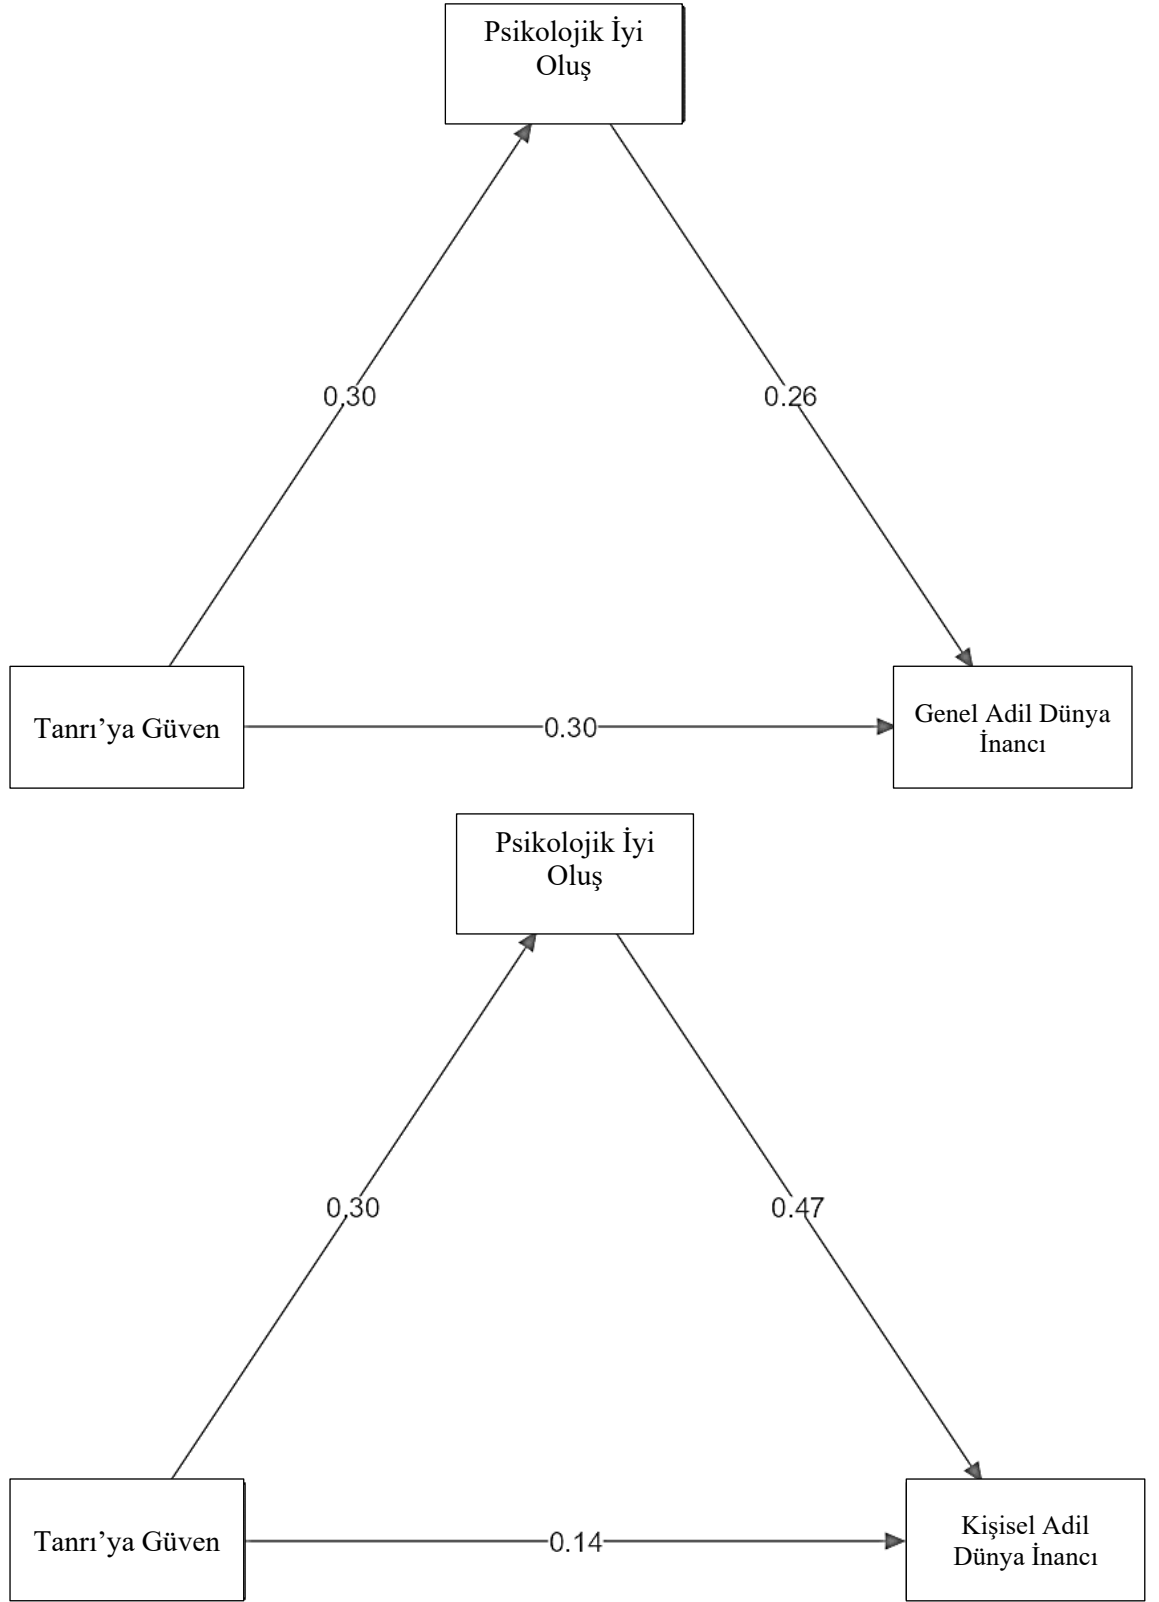 Psikolojik İyi
Oluş
0.30
0.26
Tanrı’ya Güven
0.30
Genel Adil Dünya
İnancı
Psikolojik İyi
Oluş
0.30
0.47
Tanrı’ya Güven
0.14
Kişisel Adil
Dünya İnancı